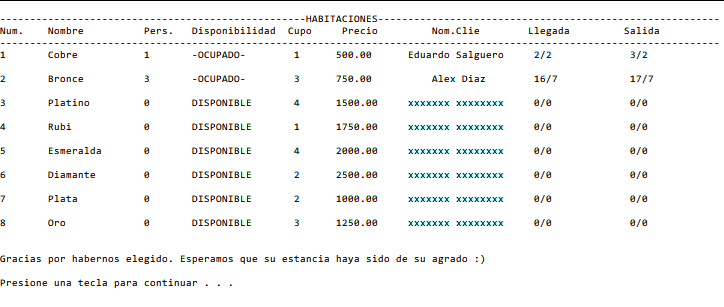 ---------------------------------------------------HABITACIONES---------------------------------------------------------
Num.    Nombre          Pers.   Disponibilidad  Cupo     Precio         Nom.Clie        Llegada         Salida
------------------------------------------------------------------------------------------------------------------------
1       Cobre           1       -OCUPADO-        1      500.00      Eduardo Salguero     2/2             3/2
2       Bronce          3       -OCUPADO-        3      750.00          Alex Diaz        16/7            17/7
3       Platino         0       DISPONIBLE       4      1500.00     xxxxxxx xxxxxxxx     0/0             0/0
4       Rubi            0       DISPONIBLE       1      1750.00     xxxxxxx xxxxxxxx     0/0             0/0
5       Esmeralda       0       DISPONIBLE       4      2000.00     xxxxxxx xxxxxxxx     0/0             0/0
6       Diamante        0       DISPONIBLE       2      2500.00     xxxxxxx xxxxxxxx     0/0             0/0
7       Plata           0       DISPONIBLE       2      1000.00     xxxxxxx xxxxxxxx     0/0             0/0
8       Oro             0       DISPONIBLE       3      1250.00     xxxxxxx xxxxxxxx     0/0             0/0
Gracias por habernos elegido. Esperamos que su estancia haya sido de su agrado :)
Presione una tecla para continuar . . .